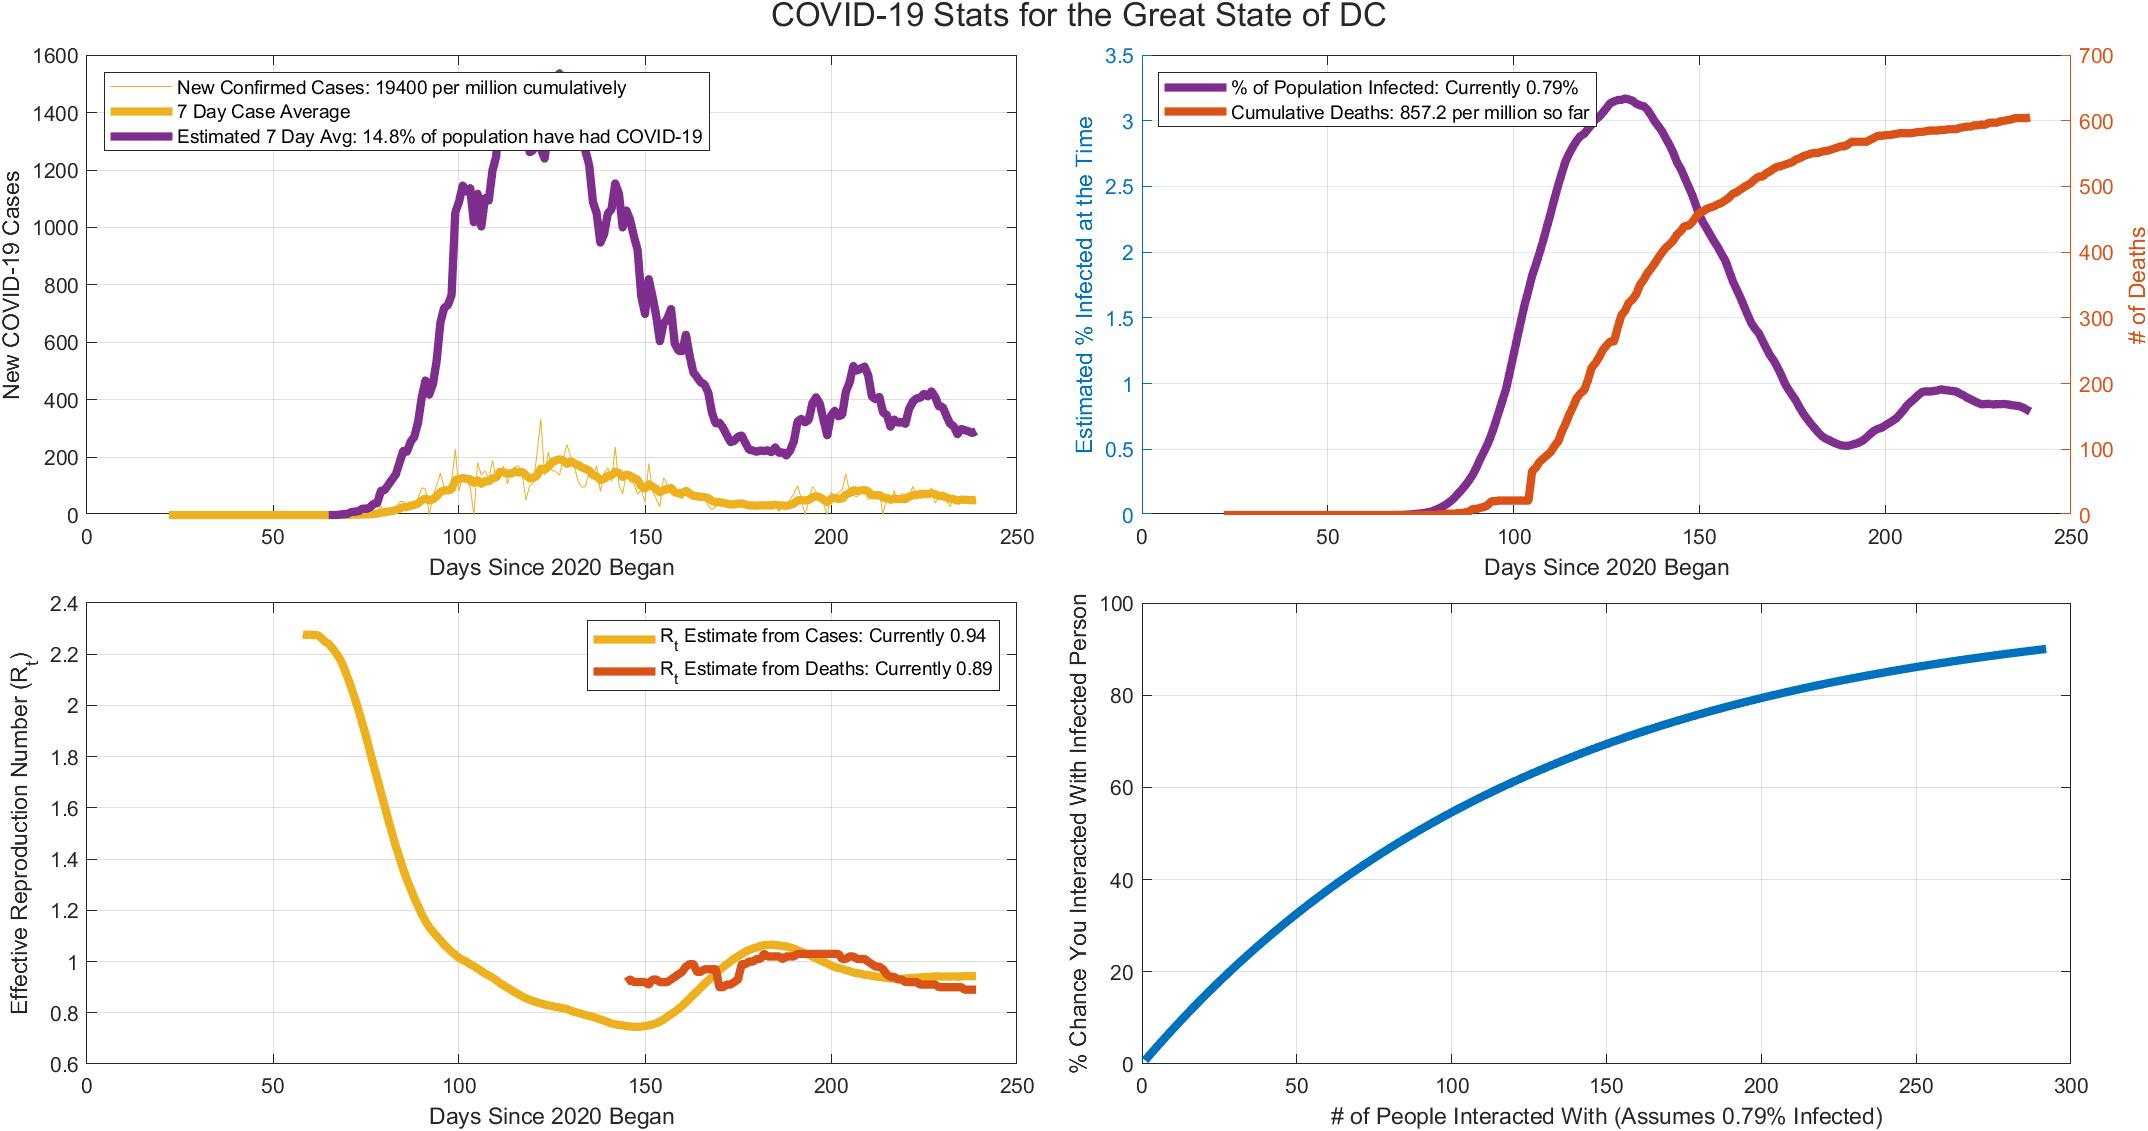 COVID-19 Stats for the Great State of DC
New COVID-19 Cases
1600
1400
1200
1000
800
600
400
200
0
New Confirmed Cases: 19400 per million cumulatively
7 Day Case Average
Estimated 7 Day Avg: 14.8% of population have had COVID-19
0 50 100 150 200 250
Days Since 2020 Began
Estimated % Infected at the Time
3.5
3
2.5
2
1.5
1
0.5
0
% of Population Infected: Currently 0.79%
Cumulative Deaths: 857.2 per million so far
700
600
500
400
300
200
100
0
# of Deaths
0 50 100 150 200 250
Days Since 2020 Began
Effective Reproduction Number (Rt)
2.4
2.2
2
1.8
1.6
1.4
1.2
1
0.8
0.6
Rt Estimate from Cases: Currently 0.94
Rt Estimate from Deaths: Currently 0.89
0 50 100 150 200 250
Days Since 2020 Began
% Chance You Interacted With Infected Person
100
80
60
40
20
0
0 50 100 150 200 250 300
# of People Interacted With (Assumes 0.79% Infected)